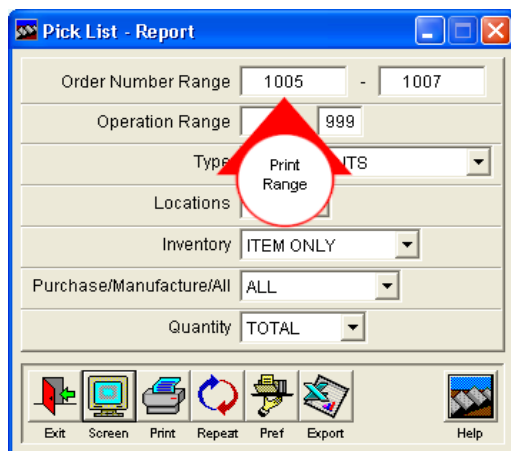 Pick List - Report
Order Number Range 1005 - 1007
Operation Range 999
Type
Print
Range
Locations
Inventory ITEM ONLY
Purchase/Manufacture/All ALL
Quantity TOTAL
Exit Screen Print Repeat Pref Export Help